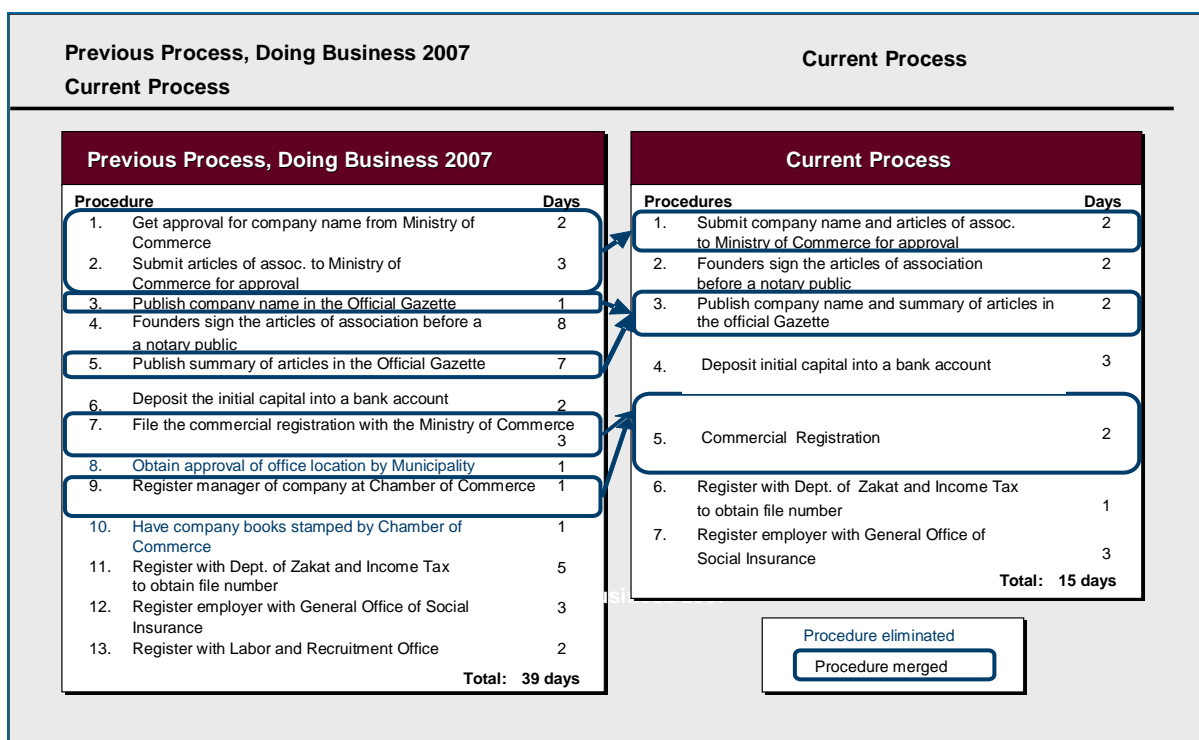 Previous Process, Doing Business 2007
Current Process
Current Process
Previous Process, Doing Business 2007
Procedure Days
1. Get approval for company name from Ministry of 2
Commerce
2. Submit articles of assoc. to Ministry of 3
Commerce for approval
3. Publish company name in the Official Gazette 1
4. Founders sign the articles of association before a 8
a notary public
5. Publish summary of articles in the Official Gazette 7
6. Deposit the initial capital into a bank account 2
7. File the commercial registration with the Ministry of Commerce
3
8. Obtain approval of office location by Municipality 1
9. Register manager of company at Chamber of Commerce 1
10. Have company books stamped by Chamber of 1
Commerce
11. Register with Dept. of Zakat and Income Tax 5
to obtain file number
12. Register employer with General Office of Social 3
Insurance
13. Register with Labor and Recruitment Office 2
Total: 39 days
Current Process
Procedures Days
1. Submit company name and articles of assoc. 2
to Ministry of Commerce for approval
2. Founders sign the articles of association 2
before a notary public
3. Publish company name and summary of articles in 2
the official Gazette
4. Deposit initial capital into a bank account 3
5. Commercial Registration 2
6. Register with Dept. of Zakat and Income Tax
to obtain file number 1
7. Register employer with General Office of
Social Insurance 3
Total: 15 days
Procedure eliminated
Procedure merged